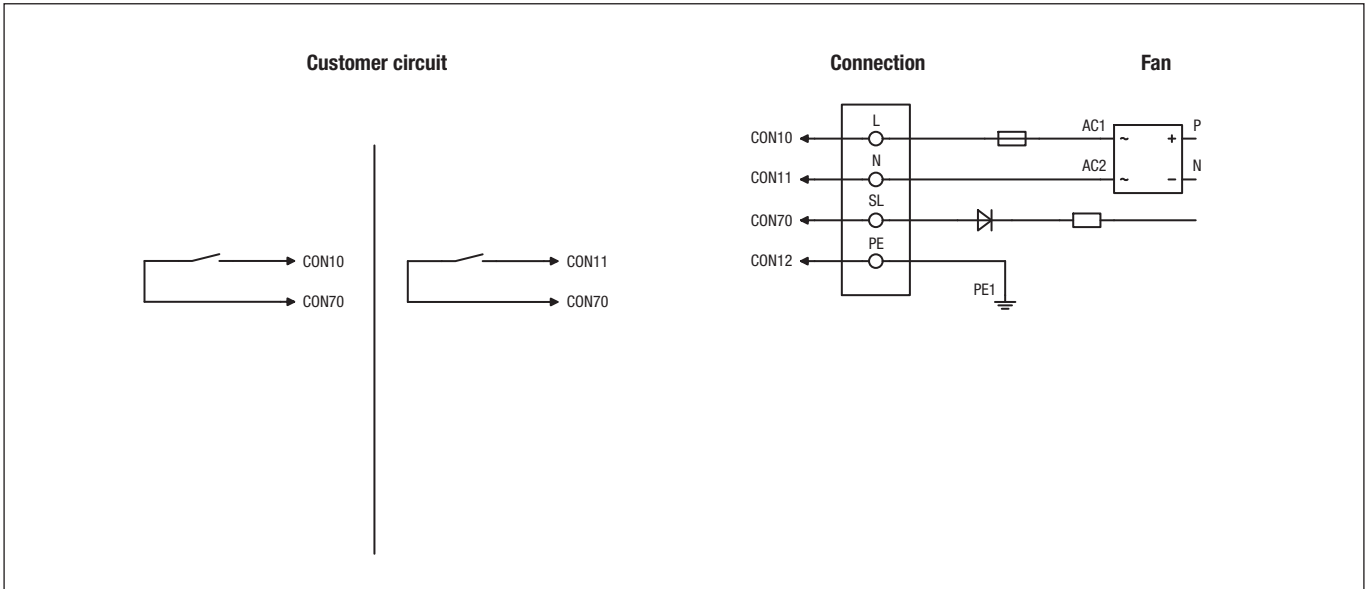 Customer circuit
Connection
Fan
CON10
CON70
CON11
CON70
CON10
L
AC1
~
+
P
CON11
N
AC2
~
−
N
CON70
SL
CON12
PE
PE1